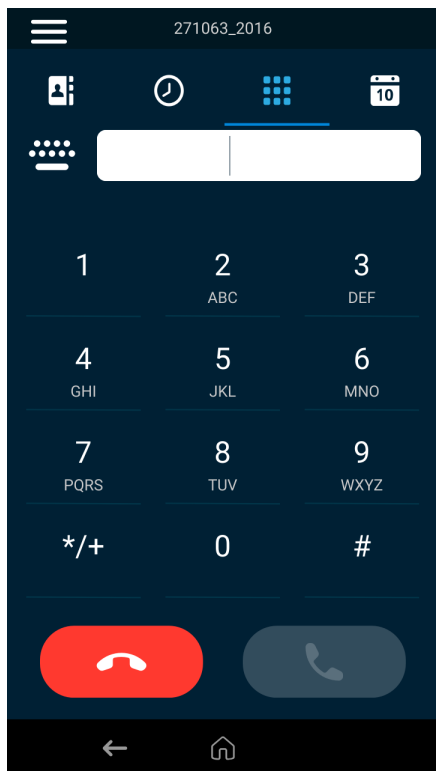 271063_2016
10
1 2 3
ABC DEF
4 5 6
GHI JKL MNO
7 8 9
PQRS TUV WXYZ
*/+ 0 #